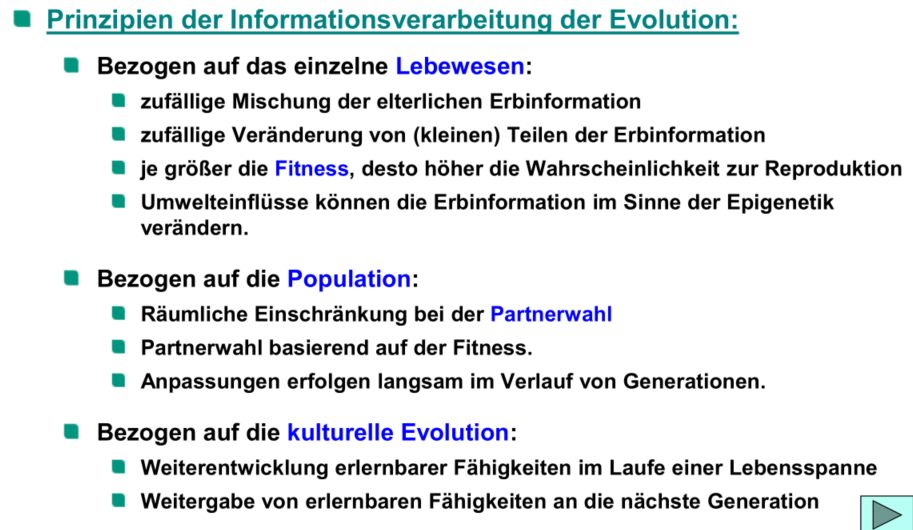 Prinzipien der Informationsverarbeitung der Evolution:
Bezogen auf das einzelne Lebewesen:
zufällige Mischung der elterlichen Erbinformation
zufällige Veränderung von (kleinen) Teilen der Erbinformation
je größer die Fitness, desto höher die Wahrscheinlichkeit zur Reproduktion
Umwelteinflüsse können die Erbinformation im Sinne der Epigenetik
verändern.
Bezogen auf die Population:
Räumliche Einschränkung bei der Partnerwahl
Partnerwahl basierend auf der Fitness.
Anpassungen erfolgen langsam im Verlauf von Generationen.
Bezogen auf die kulturelle Evolution:
Weiterentwicklung erlernbarer Fähigkeiten im Laufe einer Lebensspanne
Weitergabe von erlernbaren Fähigkeiten an die nächste Generation